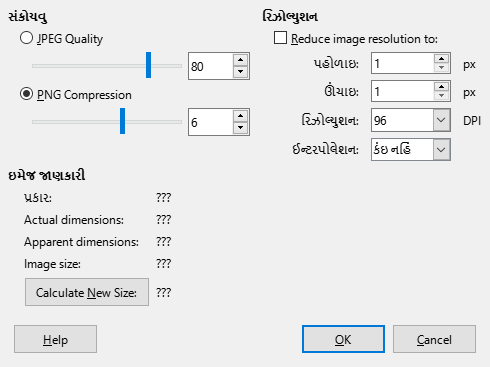 સંકોચવુ
JPEG Quality
80
PNG Compression
6
રિઝોલ્યુશન
Reduce image resolution to:
પહોળાઇ: 1 px
ઊંચાઇ: 1 px
રિઝોલ્યુશન: 96 DPI
ઈન્ટરપોલેશન: કંઇ નહિં
ઇમેજ જાણકારી
પ્રકાર: ???
Actual dimensions: ???
Apparent dimensions: ???
Image size: ???
Calculate New Size: ???
Help
OK
Cancel